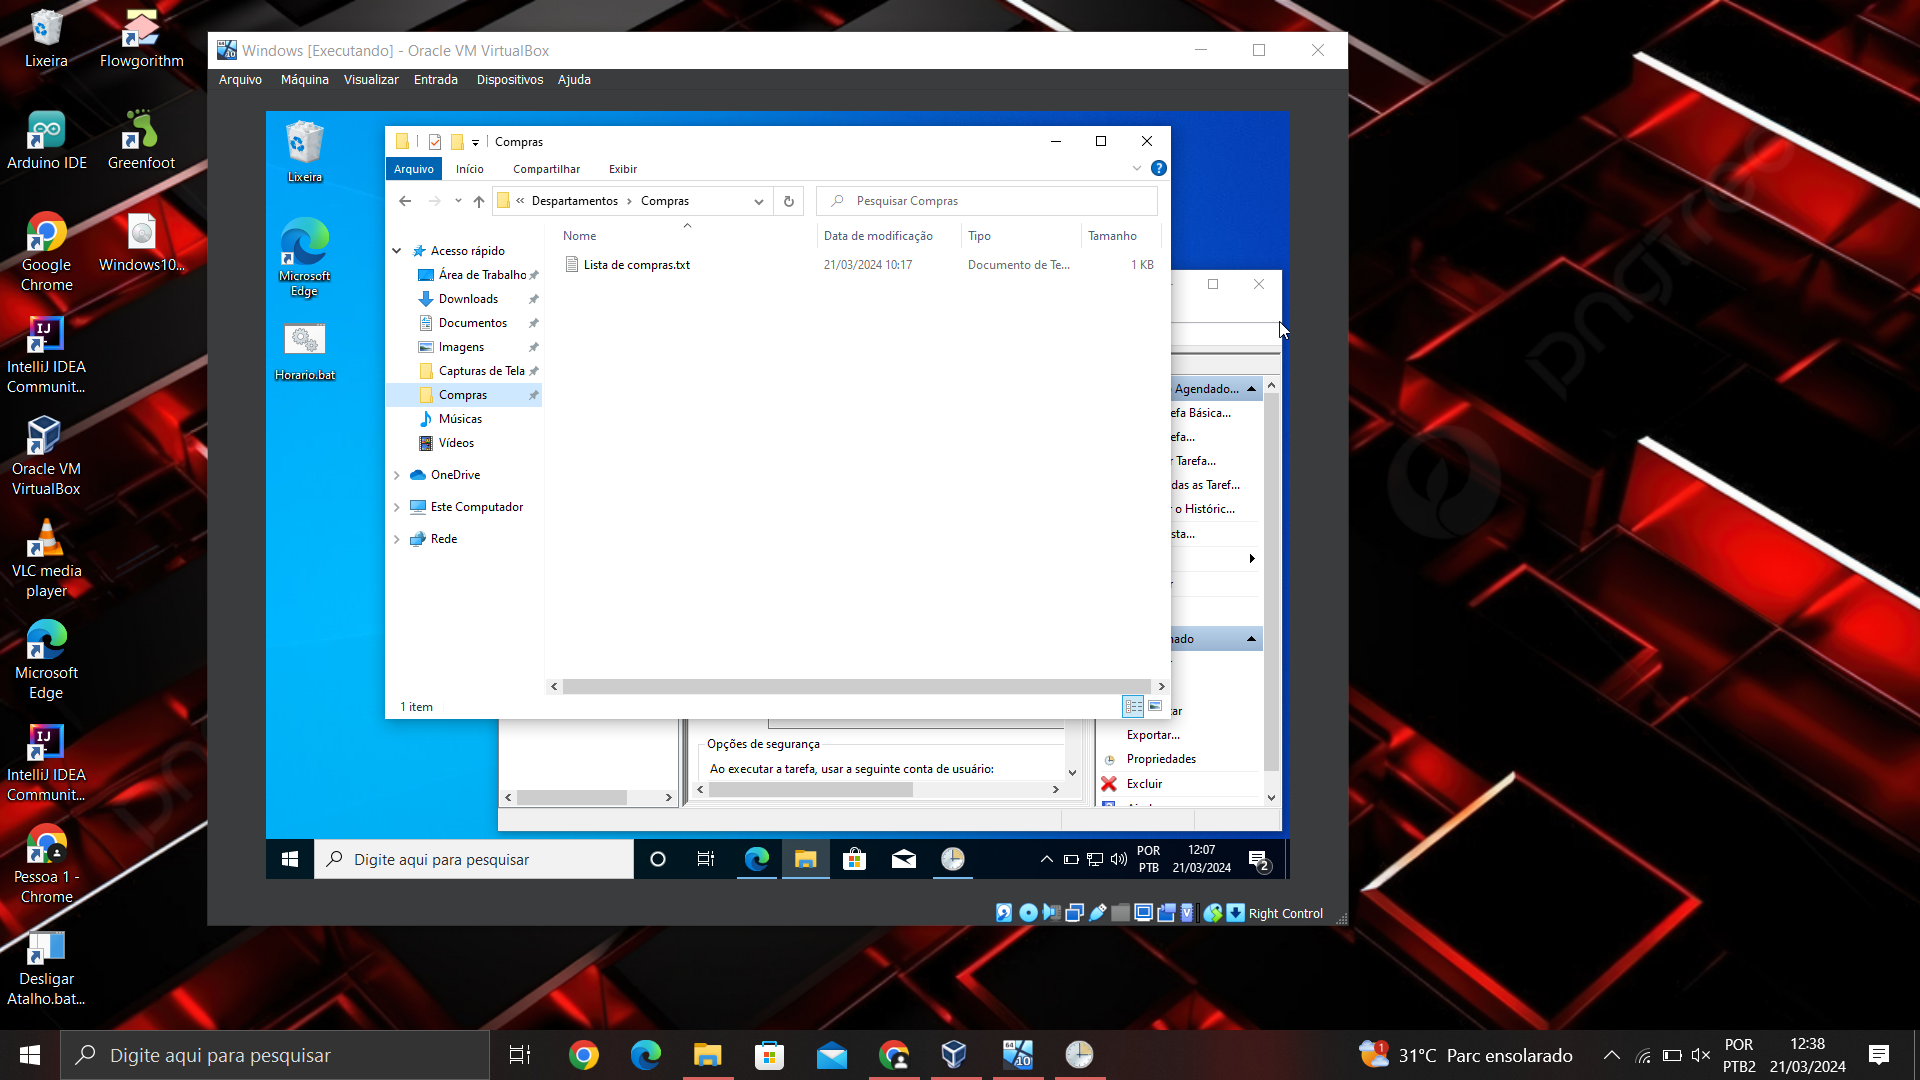 Lixeira
Flowgorithm
Arduino IDE
Greenfoot
Google
Chrome
Windows10...
IntelliJ IDEA
Communit...
Oracle VM
VirtualBox
VLC media
player
Microsoft
Edge
IntelliJ IDEA
Communit...
Pessoa 1 -
Chrome
Desligar
Atalho.bat...
Windows [Executando] - Oracle VM VirtualBox
Arquivo Máquina Visualizar Entrada Dispositivos Ajuda
Lixeira
Microsoft
Edge
Horario.bat
Compras
Arquivo Início Compartilhar Exibir
« Despartamentos › Compras
Pesquisar Compras
Nome Data de modificação Tipo Tamanho
Lista de compras.txt 21/03/2024 10:17 Documento de Te... 1 KB
Acesso rápido
Área de Trabalho
Downloads
Documentos
Imagens
Capturas de Tela
Compras
Músicas
Vídeos
OneDrive
Este Computador
Rede
1 item
Agendado...
efa Básica...
efa...
r Tarefa...
das as Taref...
r o Históric...
sta...
Exportar...
Propriedades
Excluir
Opções de segurança
Ao executar a tarefa, usar a seguinte conta de usuário:
Digite aqui para pesquisar
POR
PTB
12:07
21/03/2024
2
Right Control
pngtree
Digite aqui para pesquisar
1
31°C Parc ensolarado
POR
PTB2
12:38
21/03/2024